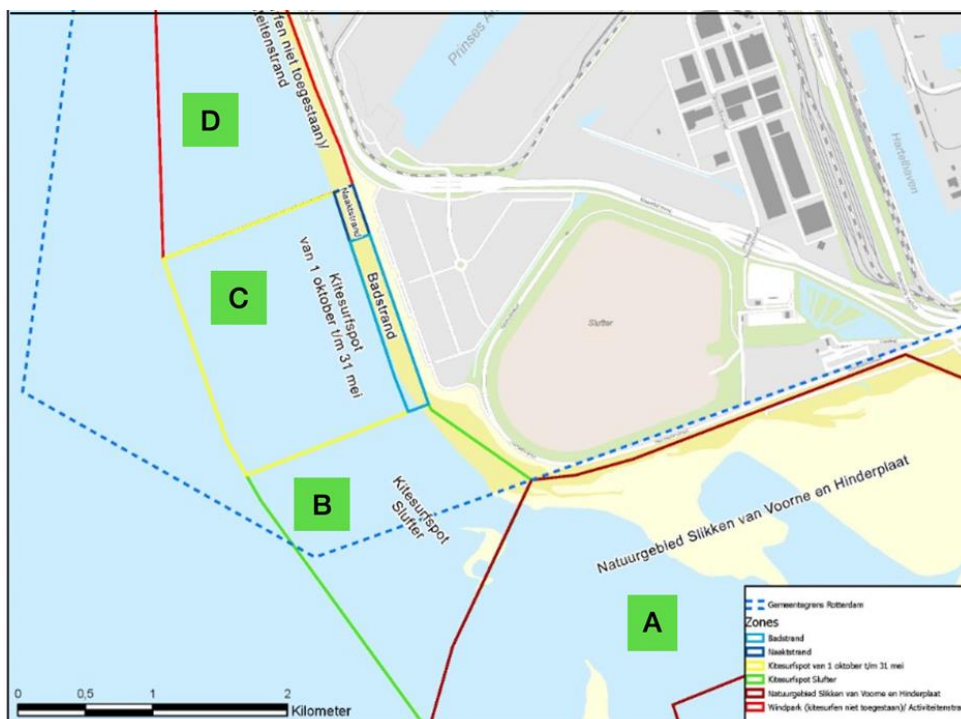 Prinses A
fen niet toegestaan)/
teitenstrand
D
Hartelhaven
Naaktstrand
C
Kitesurfspot
van 1 oktober t/m 31 mei
Badstrand
Slufter
B
Kitesurfspot
Slufter
Natuurgebied Slikken van Voorne en Hinderplaat
A
Gemeentegrens Rotterdam
Zones
Badstrand
Naaktstrand
Kitesurfspot van 1 oktober t/m 31 mei
Kitesurfspot Slufter
Natuurgebied Slikken van Voorne en Hinderplaat
Windpark (kitesurfen niet toegestaan)/ Activiteitenstra
0 0,5 1 2
Kilometer